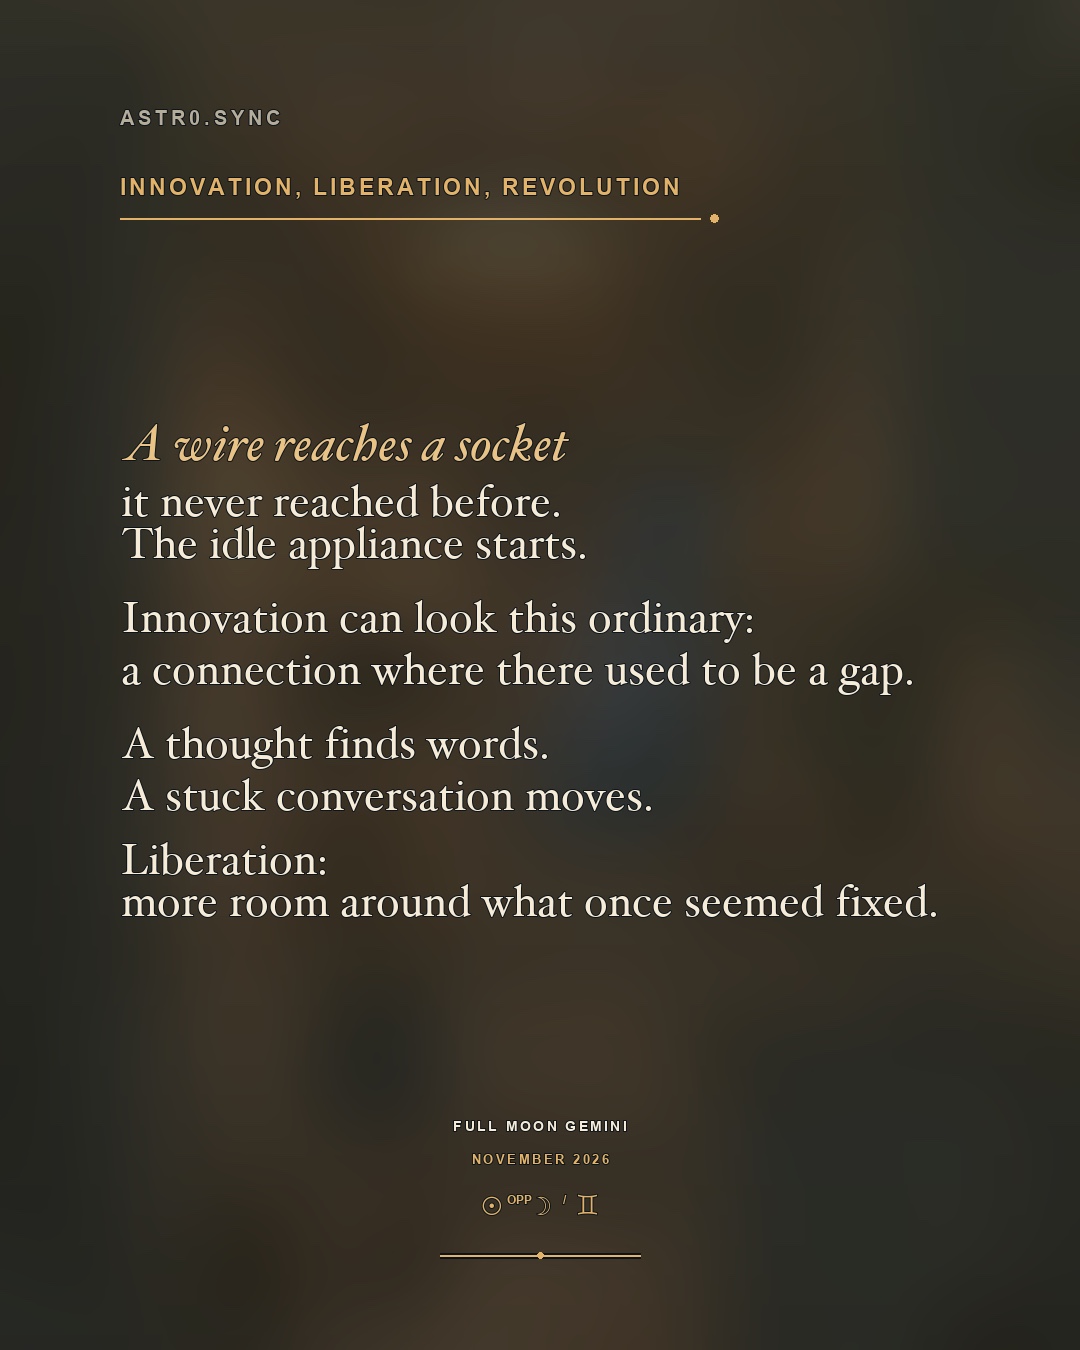 ASTR0.SYNC
INNOVATION, LIBERATION, REVOLUTION
A wire reaches a socket
it never reached before.
The idle appliance starts.
Innovation can look this ordinary:
a connection where there used to be a gap.
A thought finds words.
A stuck conversation moves.
Liberation:
more room around what once seemed fixed.
FULL MOON GEMINI
NOVEMBER 2026
☉ OPP ☽ / ♊